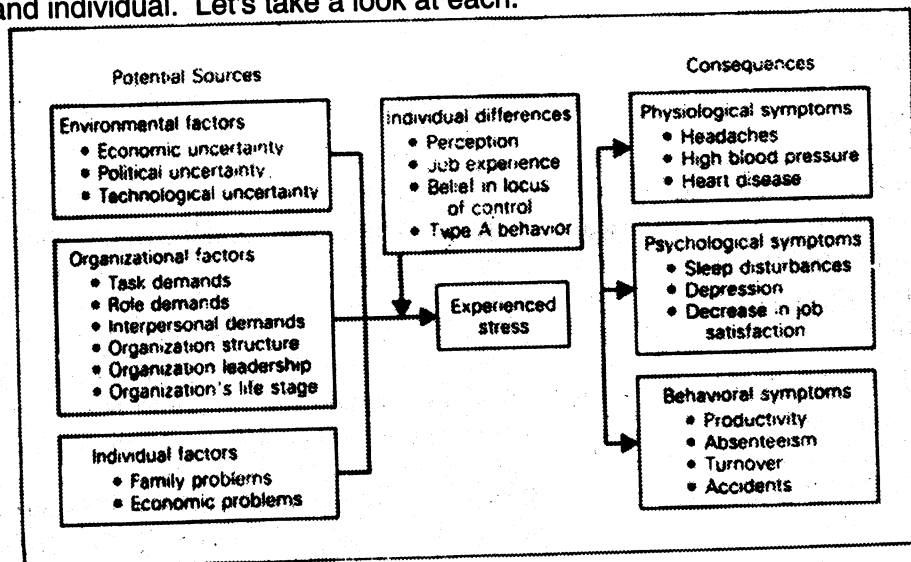 and individual. Let's take a look at each.
Potential Sources
Environmental factors
• Economic uncertainty
• Political uncertainty
• Technological uncertainty
Organizational factors
• Task demands
• Role demands
• Interpersonal demands
• Organization structure
• Organization leadership
• Organization's life stage
Individual factors
• Family problems
• Economic problems
Individual differences
• Perception
• Job experience
• Belief in locus
of control
• Type A behavior
Experienced
stress
Consequences
Physiological symptoms
• Headaches
• High blood pressure
• Heart disease
Psychological symptoms
• Sleep disturbances
• Depression
• Decrease in job
satisfaction
Behavioral symptoms
• Productivity
• Absenteeism
• Turnover
• Accidents